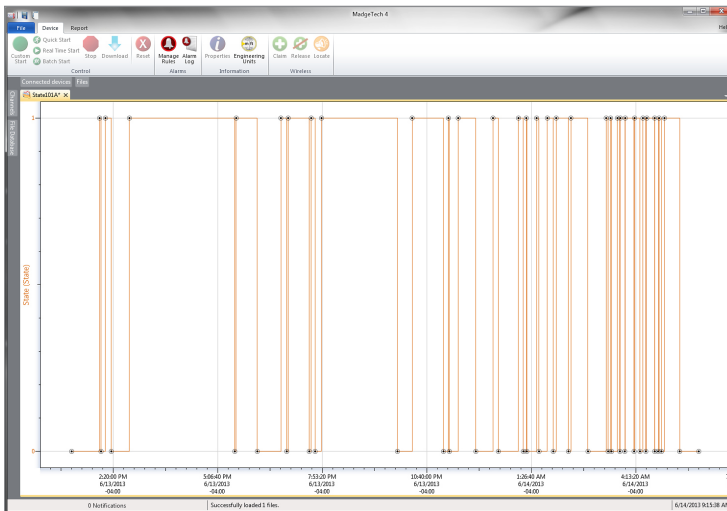 MadgeTech 4
File Device Report Hel
Custom Start
Quick Start
Real Time Start
Batch Start
Stop Download Reset Manage Rules Alarm Log Properties Engineering Units Claim Release Locate
Control Alarms Information Wireless
Connected devices Files
State101A* X
Channels
File Database
State (State)
1
0
2:20:00 PM 5:06:40 PM 7:53:20 PM 10:40:00 PM 1:26:40 AM 4:13:20 AM
6/13/2013 6/13/2013 6/13/2013 6/13/2013 6/14/2013 6/14/2013
-04:00 -04:00 -04:00 -04:00 -04:00 -04:00
0 Notifications Successfully loaded 1 files. 6/14/2013 9:15:38 AM